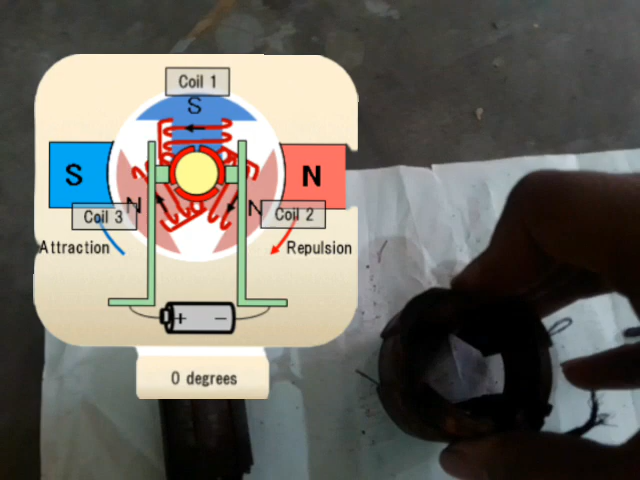 Coil 1
S
S
N
Coil 3
N
N
Coil 2
Attraction
Repulsion
+
−
0 degrees